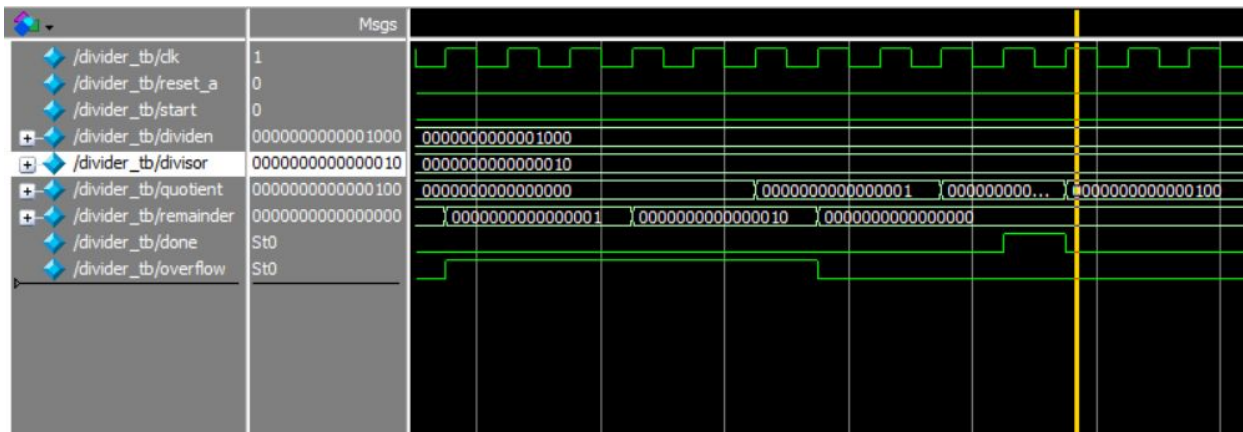 Msgs
/divider_tb/clk 1
/divider_tb/reset_a 0
/divider_tb/start 0
/divider_tb/dividen 0000000000001000 0000000000001000
/divider_tb/divisor 0000000000000010 0000000000000010
/divider_tb/quotient 0000000000000100 0000000000000000 0000000000000001 000000000... 0000000000000100
/divider_tb/remainder 0000000000000000 0000000000000001 0000000000000010 0000000000000000
/divider_tb/done St0
/divider_tb/overflow St0